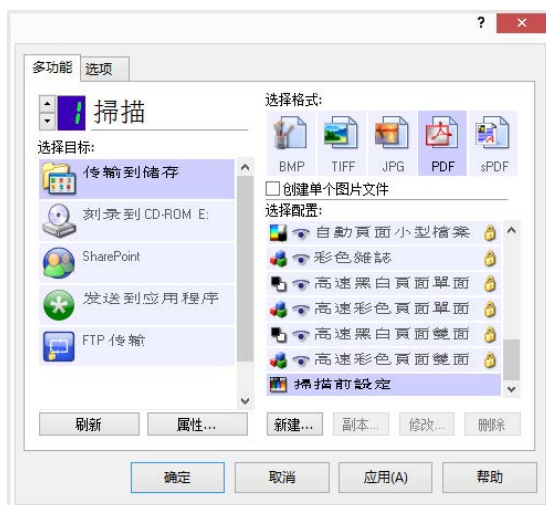 ?
多功能
选项
1
掃描
选择目标:
传输到储存
刻录到 CD-ROM E:
SharePoint
发送到应用程序
FTP 传输
刷新
属性...
选择格式:
BMP TIFF JPG PDF sPDF
创建单个图片文件
选择配置:
自動頁面小型檔案
彩色雜誌
高速黑白頁面單面
高速彩色頁面單面
高速黑白頁面雙面
高速彩色頁面雙面
掃描前設定
新建... 副本... 修改... 删除
确定 取消 应用(A) 帮助